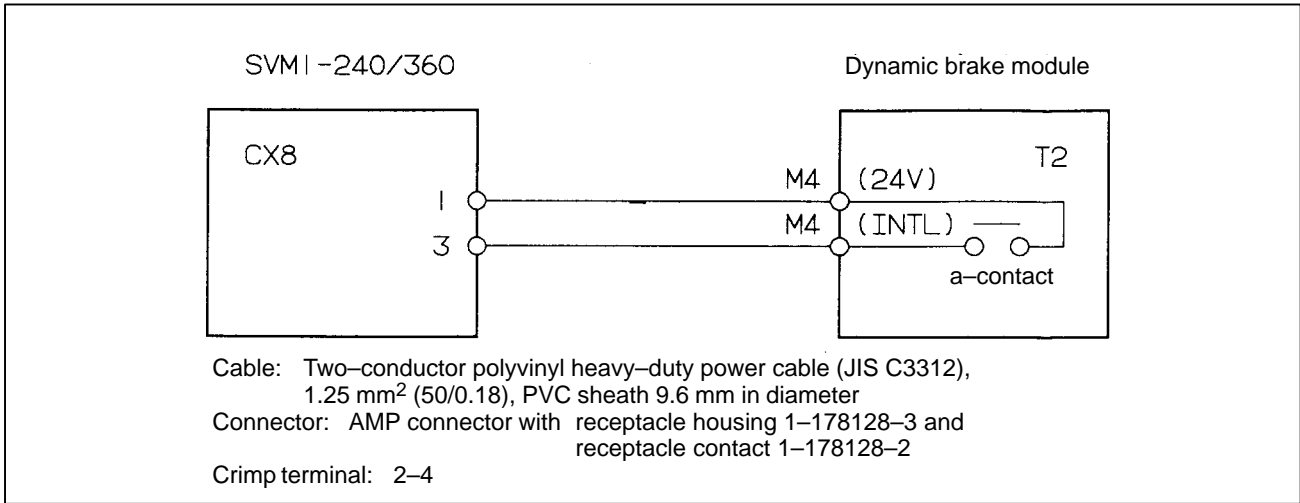 SVM1-240/360 Dynamic brake module
CX8 T2
M4 (24V)
1
M4 (INTL)
3
a–contact
Cable: Two–conductor polyvinyl heavy–duty power cable (JIS C3312),
1.25 mm2 (50/0.18), PVC sheath 9.6 mm in diameter
Connector: AMP connector with receptacle housing 1–178128–3 and
receptacle contact 1–178128–2
Crimp terminal: 2–4